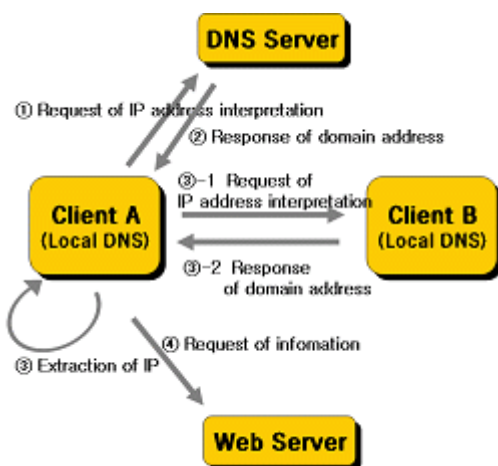 DNS Server
① Request of IP address interpretation
② Response of domain address
③-1 Request of
IP address interpretation
Client A
(Local DNS)
Client B
(Local DNS)
③-2 Response
of domain address
④ Request of infomation
③ Extraction of IP
Web Server